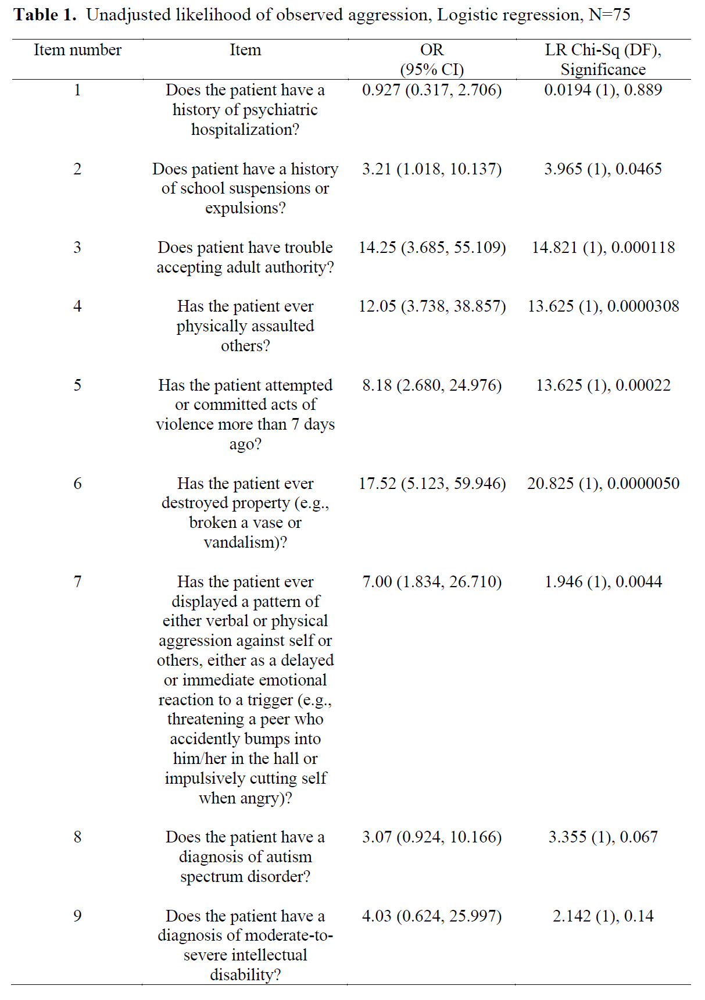 Table 1. Unadjusted likelihood of observed aggression, Logistic regression, N=75
Item number Item OR LR Chi-Sq (DF),
(95% CI) Significance
1 Does the patient have a 0.927 (0.317, 2.706) 0.0194 (1), 0.889
history of psychiatric
hospitalization?
2 Does patient have a history 3.21 (1.018, 10.137) 3.965 (1), 0.0465
of school suspensions or
expulsions?
3 Does patient have trouble 14.25 (3.685, 55.109) 14.821 (1), 0.000118
accepting adult authority?
4 Has the patient ever 12.05 (3.738, 38.857) 13.625 (1), 0.0000308
physically assaulted
others?
5 Has the patient attempted 8.18 (2.680, 24.976) 13.625 (1), 0.00022
or committed acts of
violence more than 7 days
ago?
6 Has the patient ever 17.52 (5.123, 59.946) 20.825 (1), 0.0000050
destroyed property (e.g.,
broken a vase or
vandalism)?
7 Has the patient ever 7.00 (1.834, 26.710) 1.946 (1), 0.0044
displayed a pattern of
either verbal or physical
aggression against self or
others, either as a delayed
or immediate emotional
reaction to a trigger (e.g.,
threatening a peer who
accidently bumps into
him/her in the hall or
impulsively cutting self
when angry)?
8 Does the patient have a 3.07 (0.924, 10.166) 3.355 (1), 0.067
diagnosis of autism
spectrum disorder?
9 Does the patient have a 4.03 (0.624, 25.997) 2.142 (1), 0.14
diagnosis of moderate-to-
severe intellectual
disability?